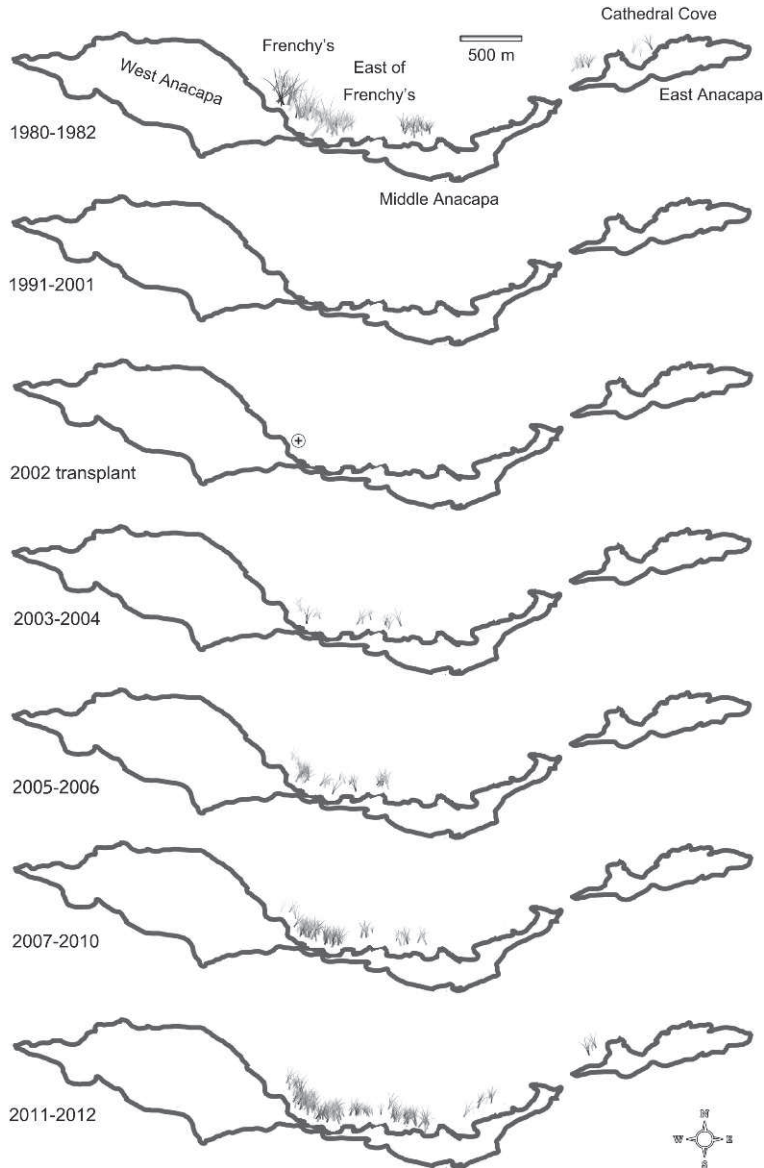 Cathedral Cove
Frenchy's
500 m
East of
Frenchy's
West Anacapa
East Anacapa
1980-1982
Middle Anacapa
1991-2001
2002 transplant
2003-2004
2005-2006
2007-2010
2011-2012
N
W E
S